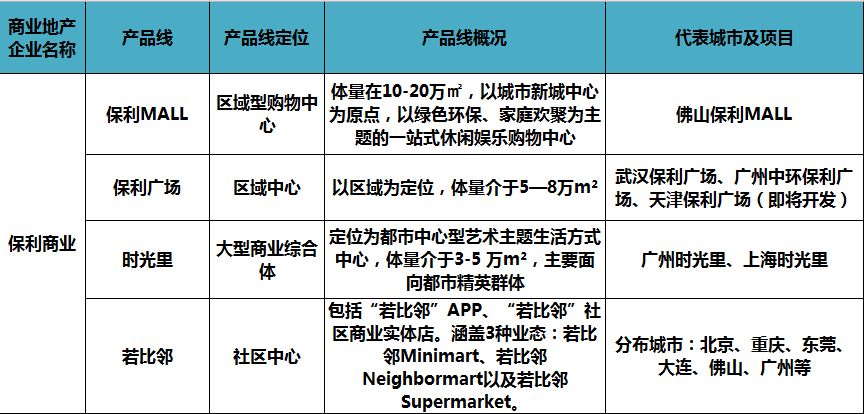 商业地产
企业名称
产品线
产品线定位
产品线概况
代表城市及项目
保利商业
保利MALL
区域型购物中
心
体量在10-20万㎡，以城市新城中心
为原点，以绿色环保、家庭欢聚为主
题的一站式休闲娱乐购物中心
佛山保利MALL
保利广场
区域中心
以区域为定位，体量介于5—8万m²
武汉保利广场、广州中环保利广
场、天津保利广场（即将开发）
时光里
大型商业综合
体
定位为都市中心型艺术主题生活方式
中心，体量介于3-5 万m²，主要面
向都市精英群体
广州时光里、上海时光里
若比邻
社区中心
包括“若比邻”APP、“若比邻”社
区商业实体店。涵盖3种业态：若比
邻Minimart、若比邻
Neighbormart以及若比邻
Supermarket。
分布城市：北京、重庆、东莞、
大连、佛山、广州等